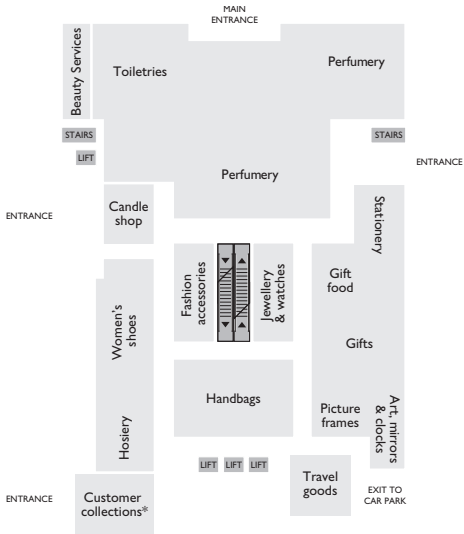 MAIN
ENTRANCE
Beauty Services
Toiletries
Perfumery
STAIRS
STAIRS
LIFT
ENTRANCE
Perfumery
Candle
shop
ENTRANCE
Stationery
Fashion
accessories
Jewellery
& watches
Gift
food
Women's
shoes
Gifts
Handbags
Picture
frames
Art, mirrors
& clocks
Hosiery
LIFT
LIFT
LIFT
Travel
goods
ENTRANCE
Customer
collections*
EXIT TO
CAR PARK